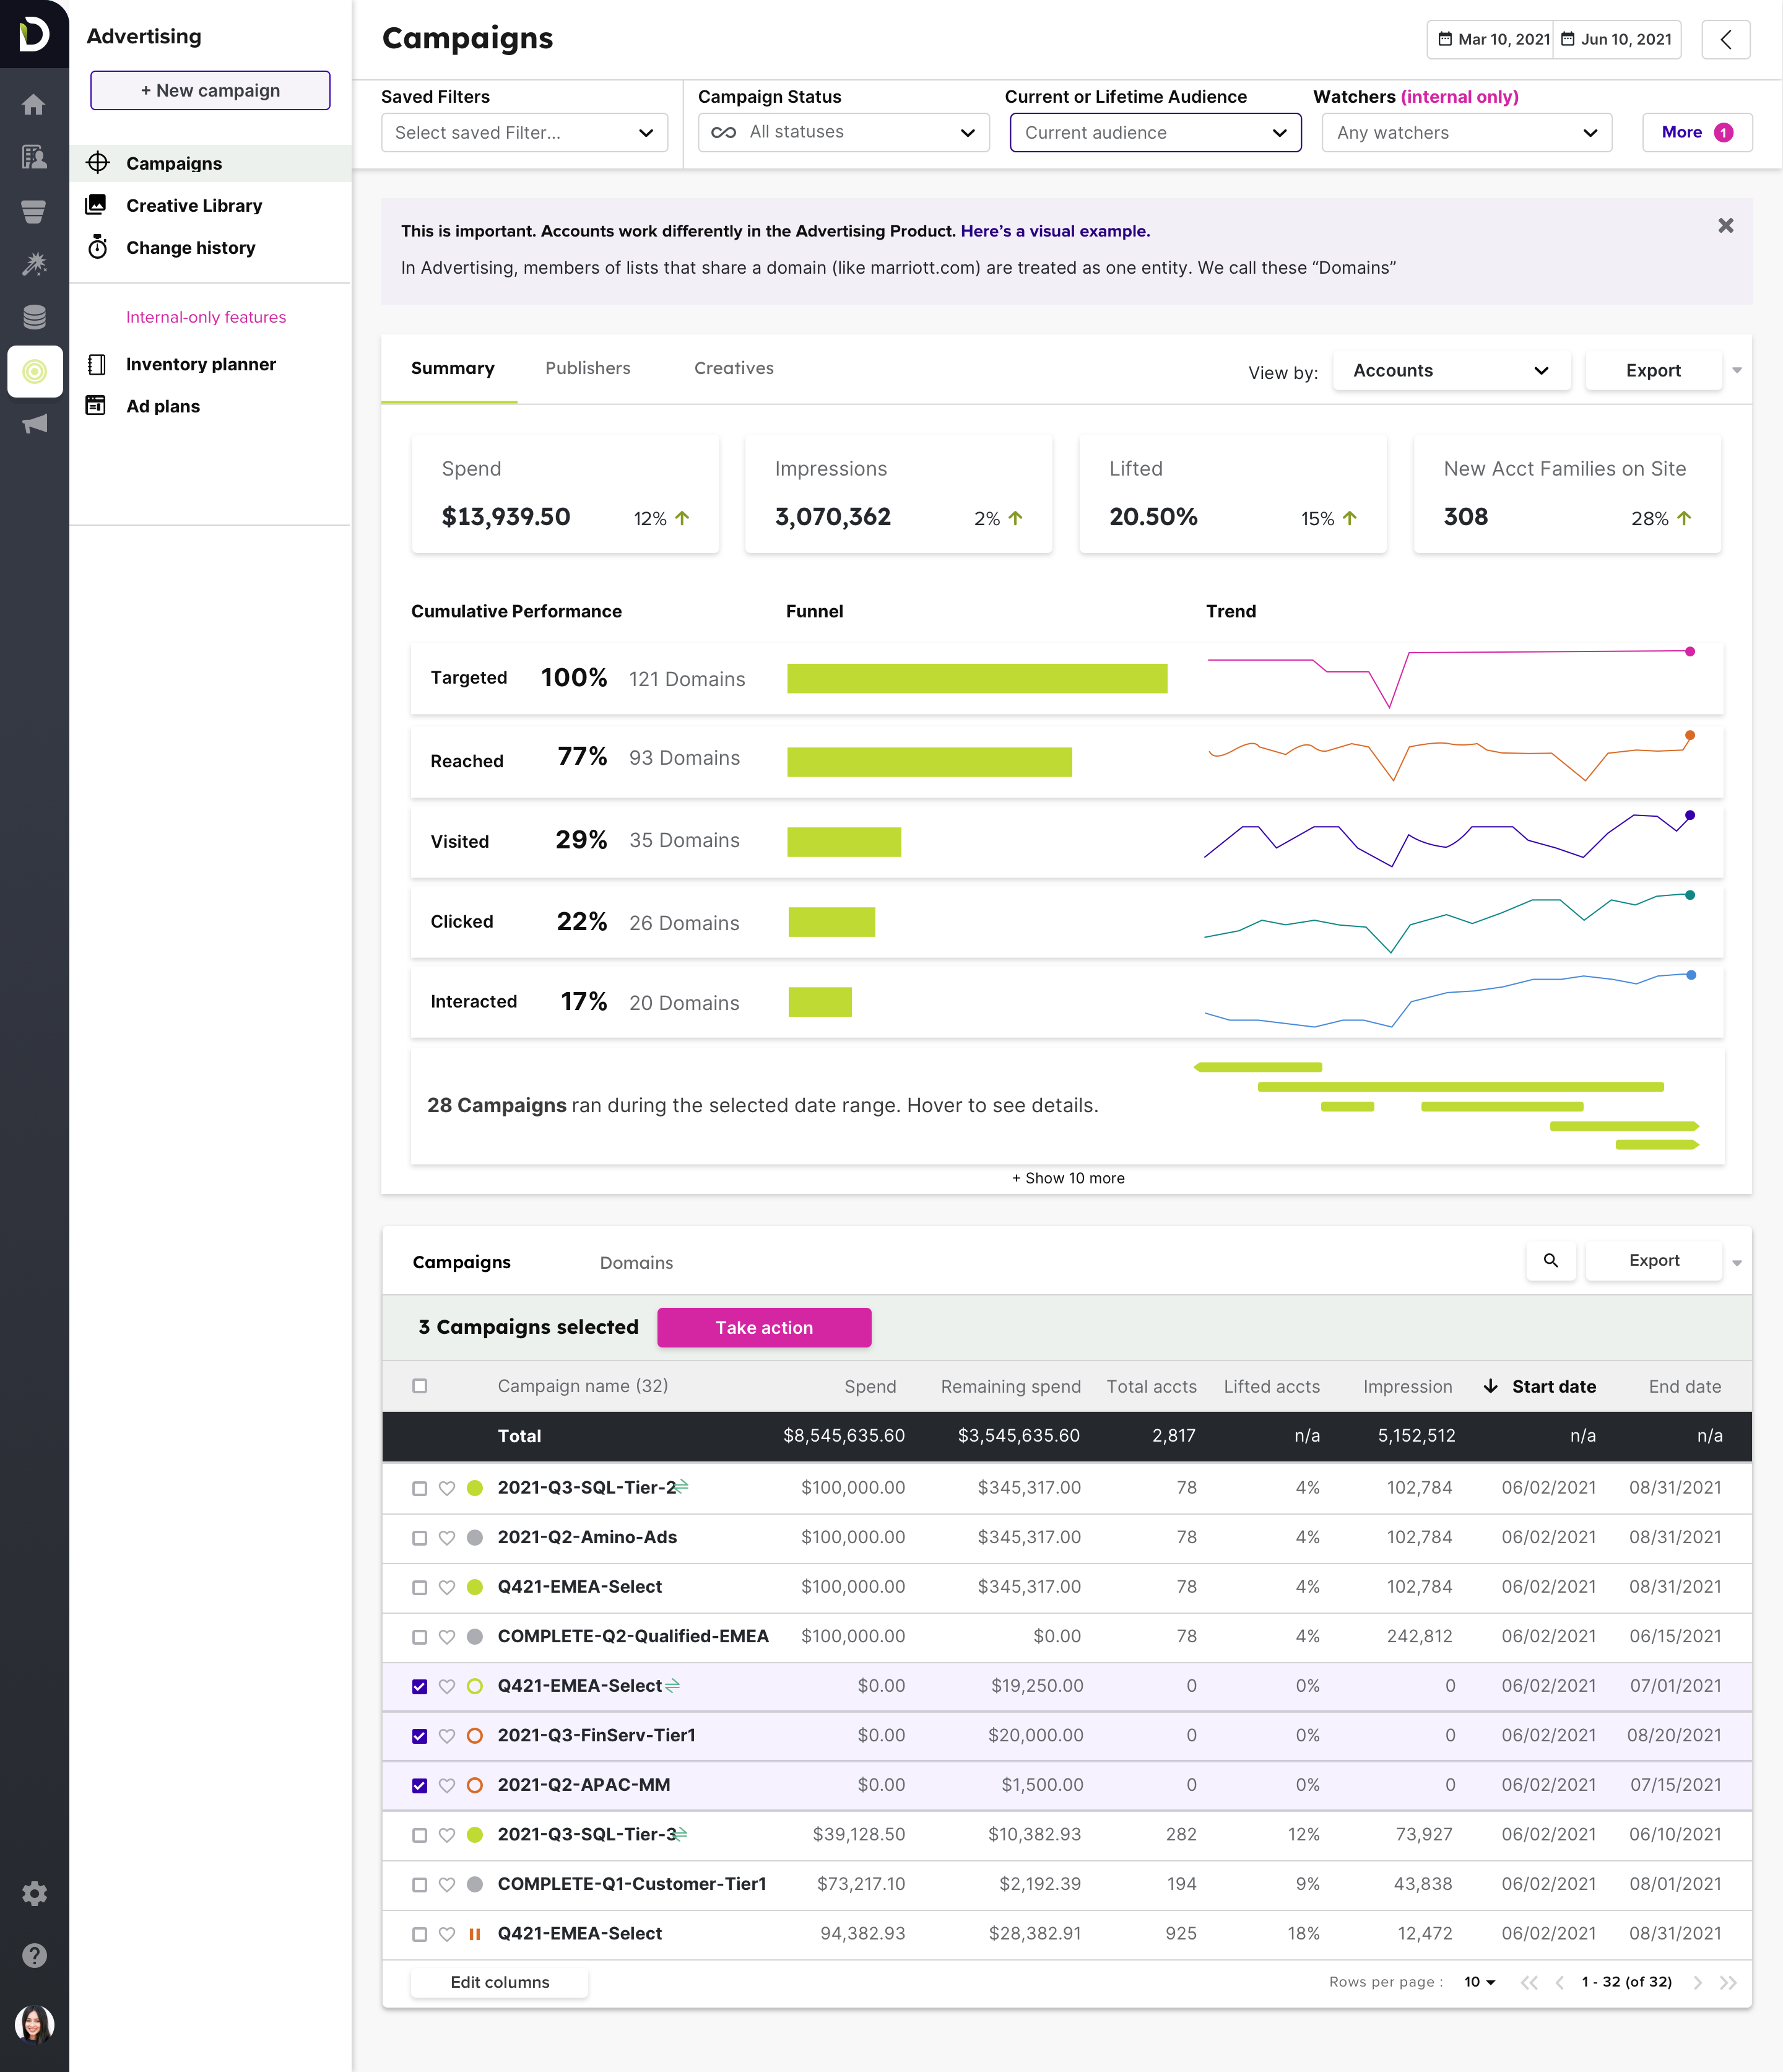 Advertising
+ New campaign
Campaigns
Creative Library
Change history
Internal-only features
Inventory planner
Ad plans
Campaigns
Mar 10, 2021 Jun 10, 2021
Saved Filters
Select saved Filter...
Campaign Status
All statuses
Current or Lifetime Audience
Current audience
Watchers (internal only)
Any watchers
More 1
This is important. Accounts work differently in the Advertising Product. Here’s a visual example.
In Advertising, members of lists that share a domain (like marriott.com) are treated as one entity. We call these “Domains”
Summary Publishers Creatives
View by: Accounts Export
Spend
$13,939.50 12%
Impressions
3,070,362 2%
Lifted
20.50% 15%
New Acct Families on Site
308 28%
Cumulative Performance Funnel Trend
Targeted 100% 121 Domains
Reached 77% 93 Domains
Visited 29% 35 Domains
Clicked 22% 26 Domains
Interacted 17% 20 Domains
28 Campaigns ran during the selected date range. Hover to see details.
+ Show 10 more
Campaigns Domains Export
3 Campaigns selected Take action
Campaign name (32) Spend Remaining spend Total accts Lifted accts Impression Start date End date
Total $8,545,635.60 $3,545,635.60 2,817 n/a 5,152,512 n/a n/a
2021-Q3-SQL-Tier-2 $100,000.00 $345,317.00 78 4% 102,784 06/02/2021 08/31/2021
2021-Q2-Amino-Ads $100,000.00 $345,317.00 78 4% 102,784 06/02/2021 08/31/2021
Q421-EMEA-Select $100,000.00 $345,317.00 78 4% 102,784 06/02/2021 08/31/2021
COMPLETE-Q2-Qualified-EMEA $100,000.00 $0.00 78 4% 242,812 06/02/2021 06/15/2021
Q421-EMEA-Select $0.00 $19,250.00 0 0% 0 06/02/2021 07/01/2021
2021-Q3-FinServ-Tier1 $0.00 $20,000.00 0 0% 0 06/02/2021 08/20/2021
2021-Q2-APAC-MM $0.00 $1,500.00 0 0% 0 06/02/2021 07/15/2021
2021-Q3-SQL-Tier-3 $39,128.50 $10,382.93 282 12% 73,927 06/02/2021 06/10/2021
COMPLETE-Q1-Customer-Tier1 $73,217.10 $2,192.39 194 9% 43,838 06/02/2021 08/01/2021
Q421-EMEA-Select 94,382.93 $28,382.91 925 18% 12,472 06/02/2021 08/31/2021
Edit columns Rows per page : 10 1 - 32 (of 32)